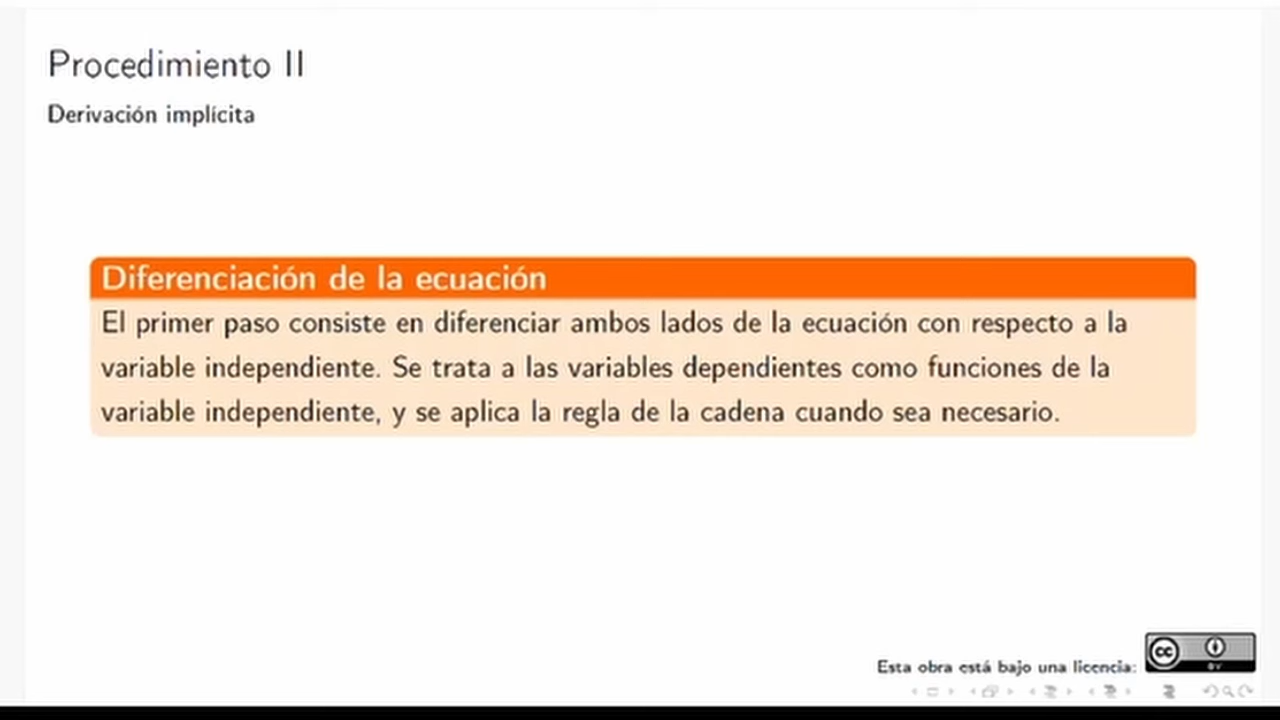 Procedimiento II
Derivación implícita
Diferenciación de la ecuación
El primer paso consiste en diferenciar ambos lados de la ecuación con respecto a la
variable independiente. Se trata a las variables dependientes como funciones de la
variable independiente, y se aplica la regla de la cadena cuando sea necesario.
Esta obra está bajo una licencia:
cc
BY